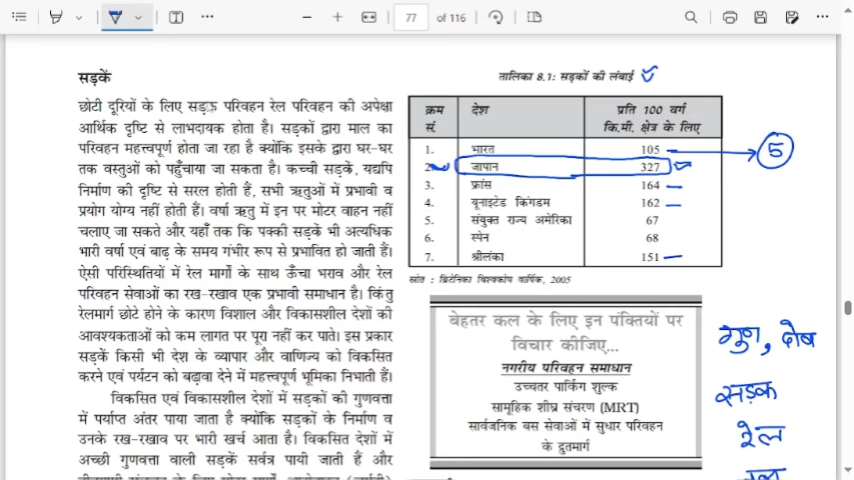 77 of 116
सड़कें
छोटी दूरियों के लिए सड़क परिवहन रेल परिवहन की अपेक्षा
आर्थिक दृष्टि से लाभदायक होता है। सड़कों द्वारा माल का
परिवहन महत्त्वपूर्ण होता जा रहा है क्योंकि इसके द्वारा घर-घर
तक वस्तुओं को पहुँचाया जा सकता है। कच्ची सड़कें, यद्यपि
निर्माण की दृष्टि से सरल होती हैं, सभी ऋतुओं में प्रभावी व
प्रयोग योग्य नहीं होती हैं। वर्षा ऋतु में इन पर मोटर वाहन नहीं
चलाए जा सकते और यहाँ तक कि पक्की सड़कें भी अत्यधिक
भारी वर्षा एवं बाढ़ के समय गंभीर रूप से प्रभावित हो जाती हैं।
ऐसी परिस्थितियों में रेल मार्गों के साथ ऊँचा भराव और रेल
परिवहन सेवाओं का रख-रखाव एक प्रभावी समाधान है। किंतु
रेलमार्ग छोटे होने के कारण विशाल और विकासशील देशों की
आवश्यकताओं को कम लागत पर पूरा नहीं कर पाते। इस प्रकार
सड़कें किसी भी देश के व्यापार और वाणिज्य को विकसित
करने एवं पर्यटन को बढ़ावा देने में महत्त्वपूर्ण भूमिका निभाती हैं।
विकसित एवं विकासशील देशों में सड़कों की गुणवत्ता
में पर्याप्त अंतर पाया जाता है क्योंकि सड़कों के निर्माण व
उनके रख-रखाव पर भारी खर्च आता है। विकसित देशों में
अच्छी गुणवत्ता वाली सड़कें सर्वत्र पायी जाती हैं और
तालिका 8.1: सड़कों की लंबाई
क्रम सं. देश प्रति 100 वर्ग कि.मी. क्षेत्र के लिए
1. भारत 105 5
2. जापान 327
3. फ्रांस 164
4. यूनाइटेड किंगडम 162
5. संयुक्त राज्य अमेरिका 67
6. स्पेन 68
7. श्रीलंका 151
स्रोत : ब्रिटेनिका विश्वकोष वार्षिक, 2005
बेहतर कल के लिए इन पंक्तियों पर
विचार कीजिए...
नगरीय परिवहन समाधान
उच्चतर पार्किंग शुल्क
सामूहिक शीघ्र संचरण (MRT)
सार्वजनिक बस सेवाओं में सुधार परिवहन
के द्रुतमार्ग
गुण, दोष
सड़क
रेल